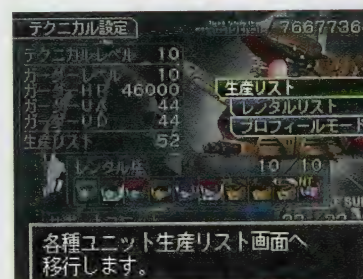 テクニカル設定
7667736
テクニカルレベル 10
ガーダーレベル 10
ガーダーHP 46000
ガーダーUA 44
ガーダーUD 44
生産リスト 52
生産リスト
レンタルリスト
プロフィールモード
レンタル権 10/10
NT
各種ユニット生産リスト画面へ
移行します。